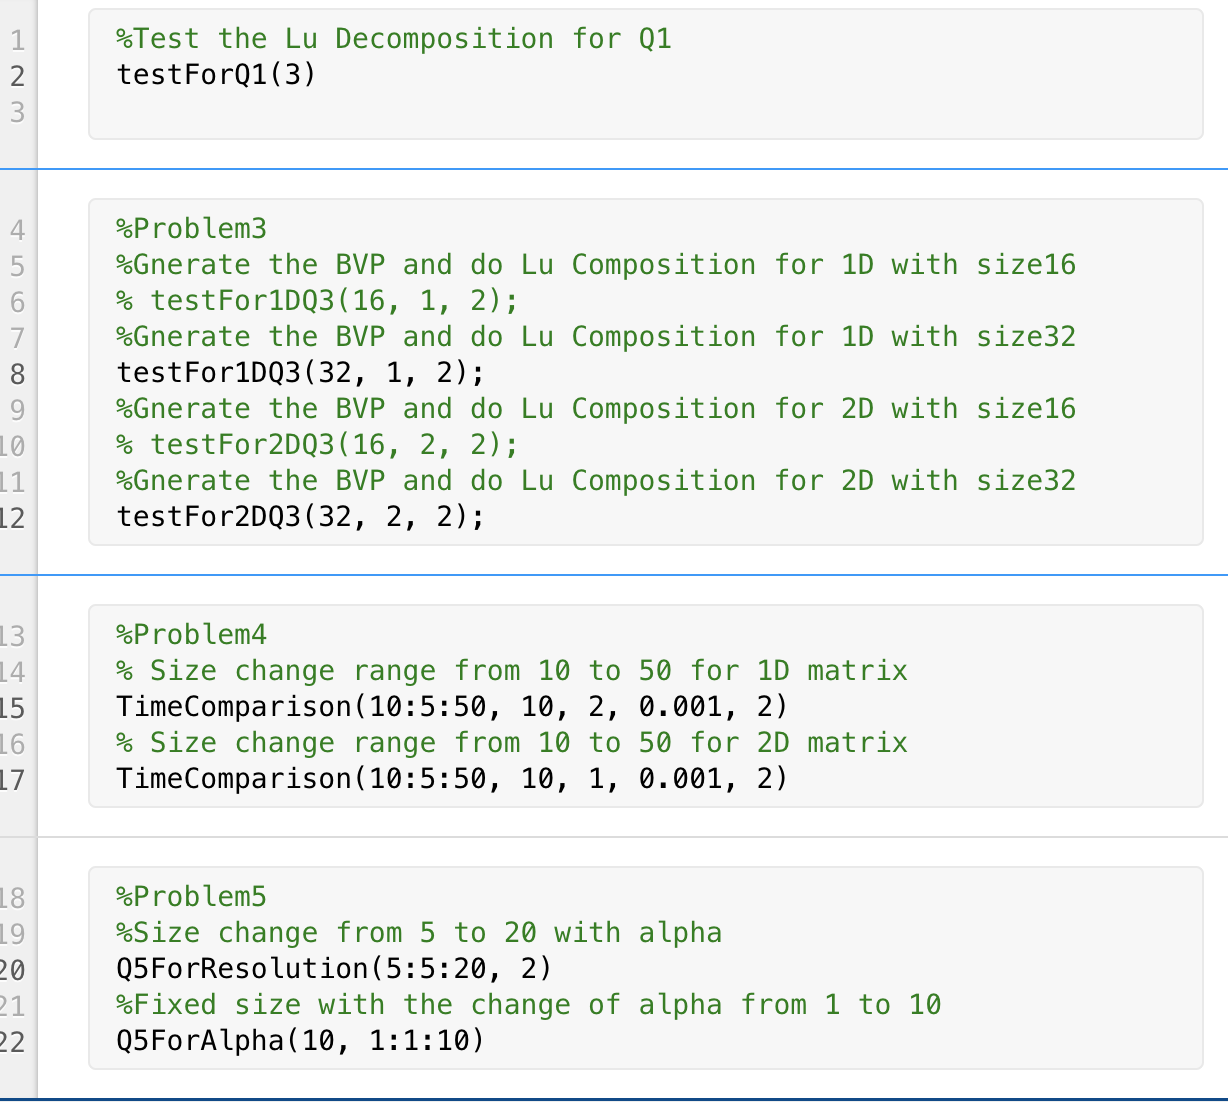 1 %Test the Lu Decomposition for Q1
2 testForQ1(3)
3
4 %Problem3
5 %Gnerate the BVP and do Lu Composition for 1D with size16
6 % testFor1DQ3(16, 1, 2);
7 %Gnerate the BVP and do Lu Composition for 1D with size32
8 testFor1DQ3(32, 1, 2);
9 %Gnerate the BVP and do Lu Composition for 2D with size16
10 % testFor2DQ3(16, 2, 2);
11 %Gnerate the BVP and do Lu Composition for 2D with size32
12 testFor2DQ3(32, 2, 2);
13 %Problem4
14 % Size change range from 10 to 50 for 1D matrix
15 TimeComparison(10:5:50, 10, 2, 0.001, 2)
16 % Size change range from 10 to 50 for 2D matrix
17 TimeComparison(10:5:50, 10, 1, 0.001, 2)
18 %Problem5
19 %Size change from 5 to 20 with alpha
20 Q5ForResolution(5:5:20, 2)
21 %Fixed size with the change of alpha from 1 to 10
22 Q5ForAlpha(10, 1:1:10)